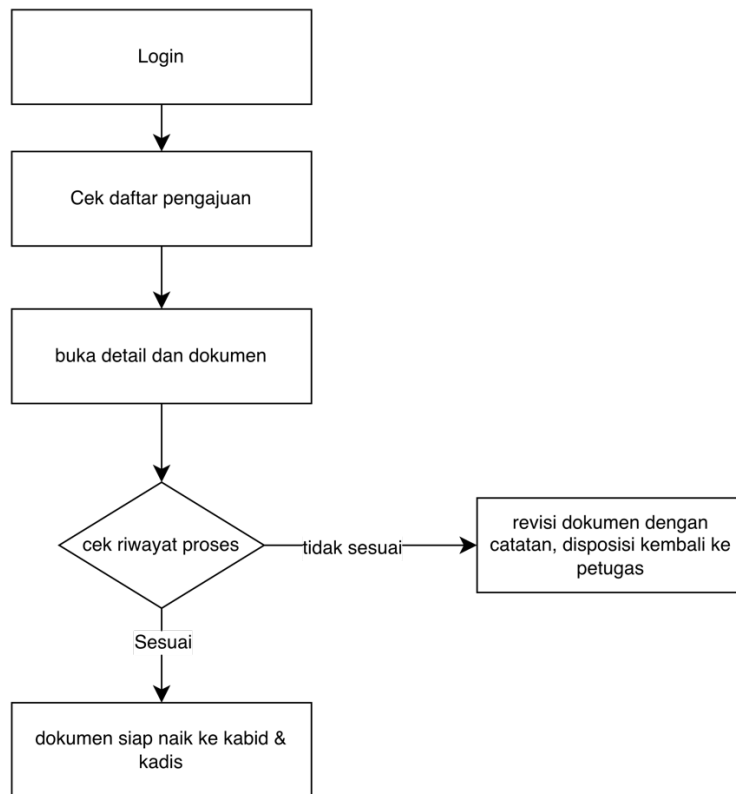 Login
Cek daftar pengajuan
buka detail dan dokumen
cek riwayat proses
tidak sesuai
revisi dokumen dengan
catatan, disposisi kembali ke
petugas
Sesuai
dokumen siap naik ke kabid &
kadis